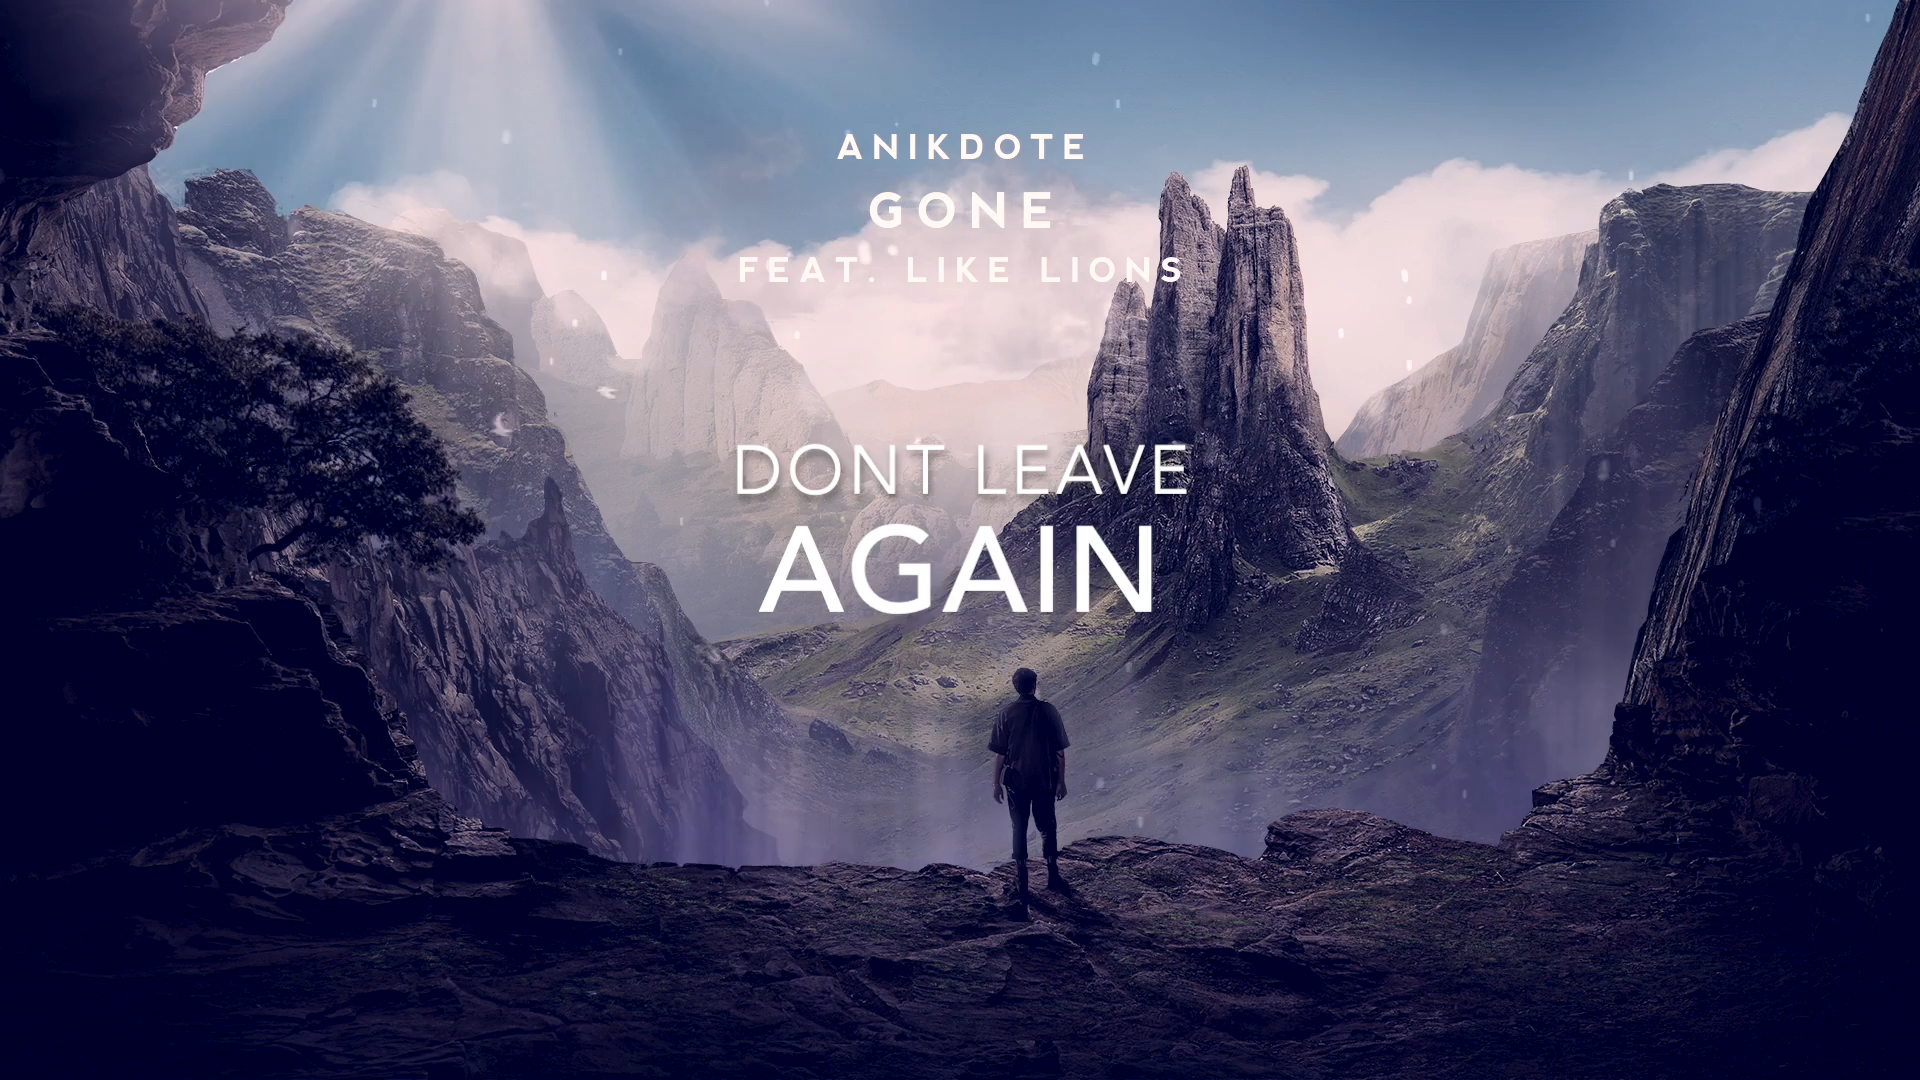 ANIKDOTE
GONE
FEAT. LIKE LIONS
DONT LEAVE
AGAIN